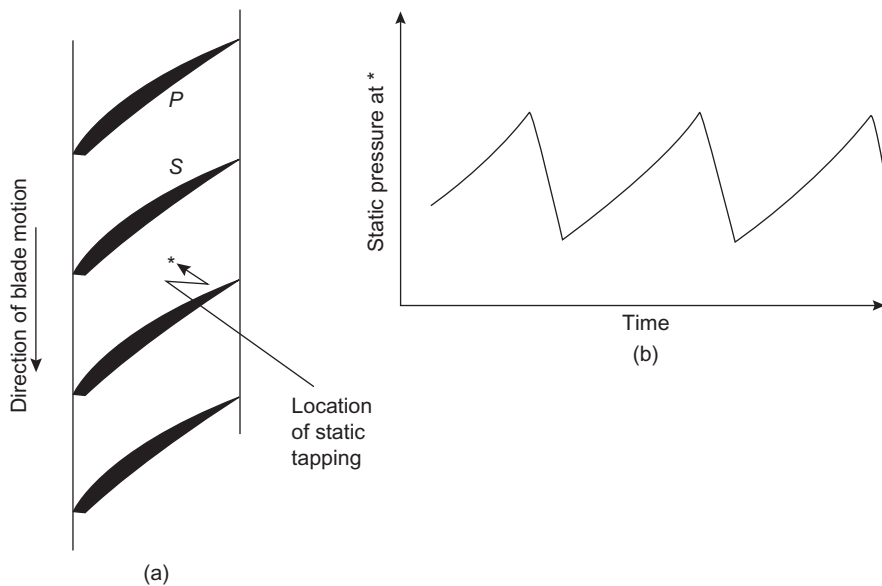 P
S
*
Direction of blade motion
Location
of static
tapping
(a)
Static pressure at *
Time
(b)